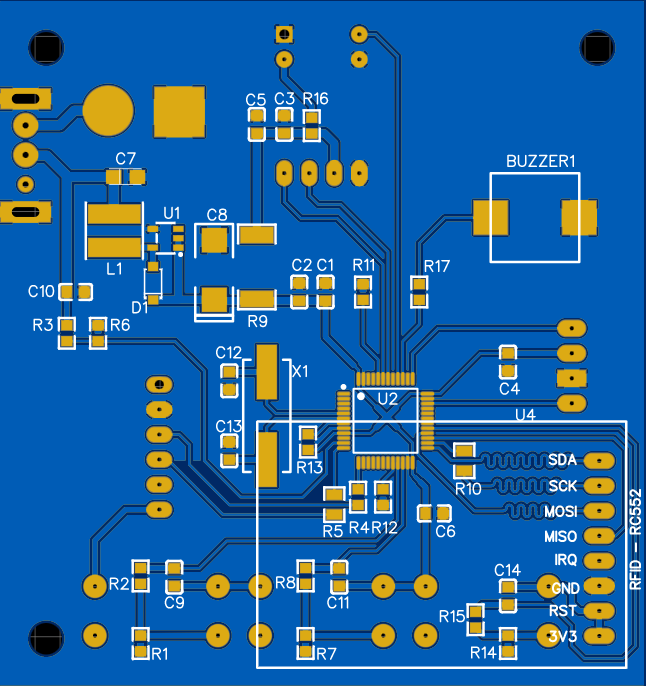 C5 C3 R16
C7
BUZZER1
U1 C8
L1
C10
D1
C2 C1 R11 R17
R9
R3 R6
C12 X1
C4
U2
U4
C13
R13
R10
SDA
SCK
MOSI
MISO
IRQ
GND
RST
3V3
RFID - RC552
R5 R4 R12 C6
R2 C9 R8 C11 C14
R15
R1 R7 R14